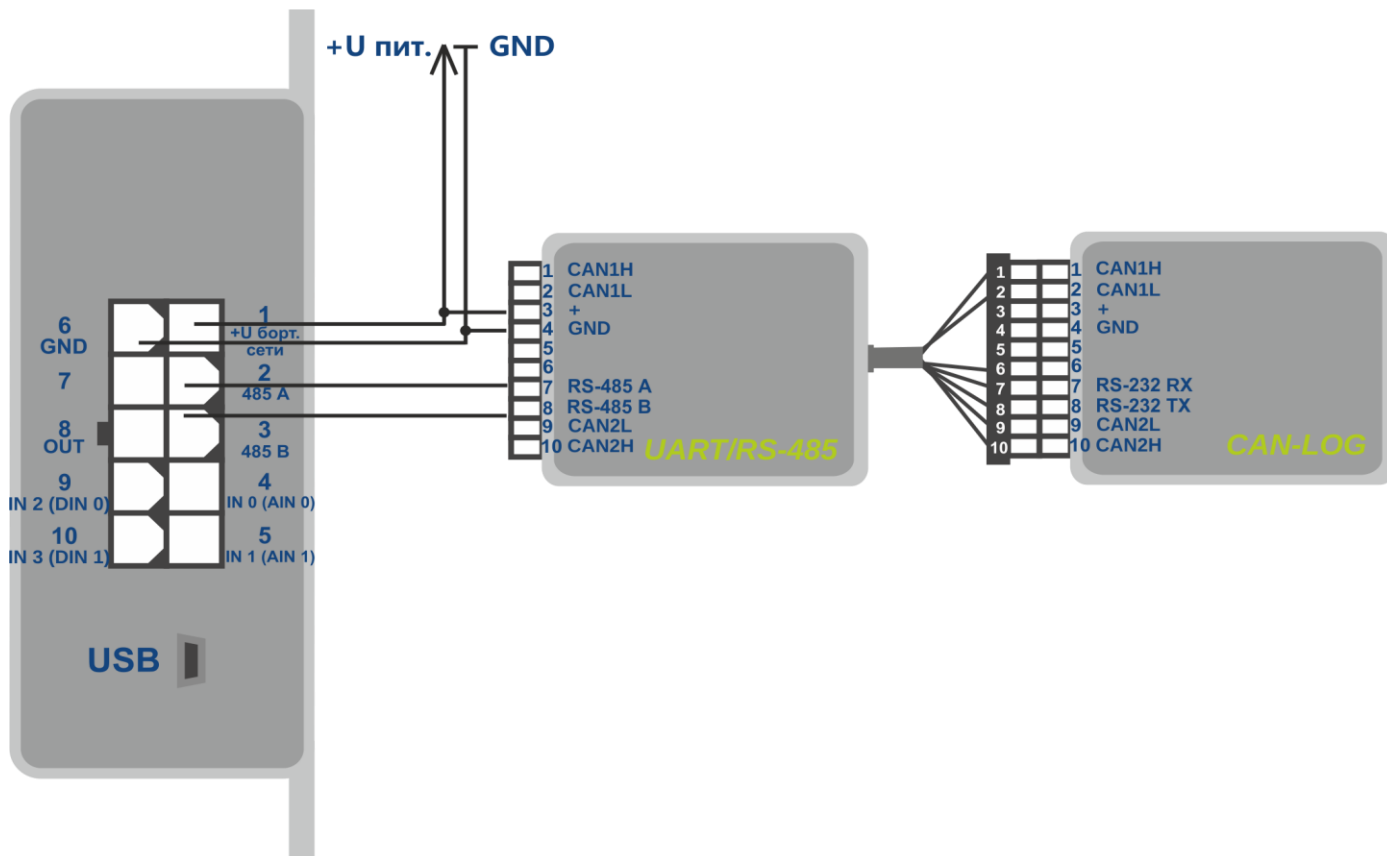 +U пит.
GND
6
GND
7
8
OUT
9
IN 2 (DIN 0)
10
IN 3 (DIN 1)
1
+U борт.
сети
2
485 A
3
485 B
4
IN 0 (AIN 0)
5
IN 1 (AIN 1)
USB
1 CAN1H
2 CAN1L
3 +
4 GND
5
6
7 RS-485 A
8 RS-485 B
9 CAN2L
10 CAN2H
UART/RS-485
1
2
3
4
5
6
7
8
9
10
1 CAN1H
2 CAN1L
3 +
4 GND
5
6
7 RS-232 RX
8 RS-232 TX
9 CAN2L
10 CAN2H
CAN-LOG